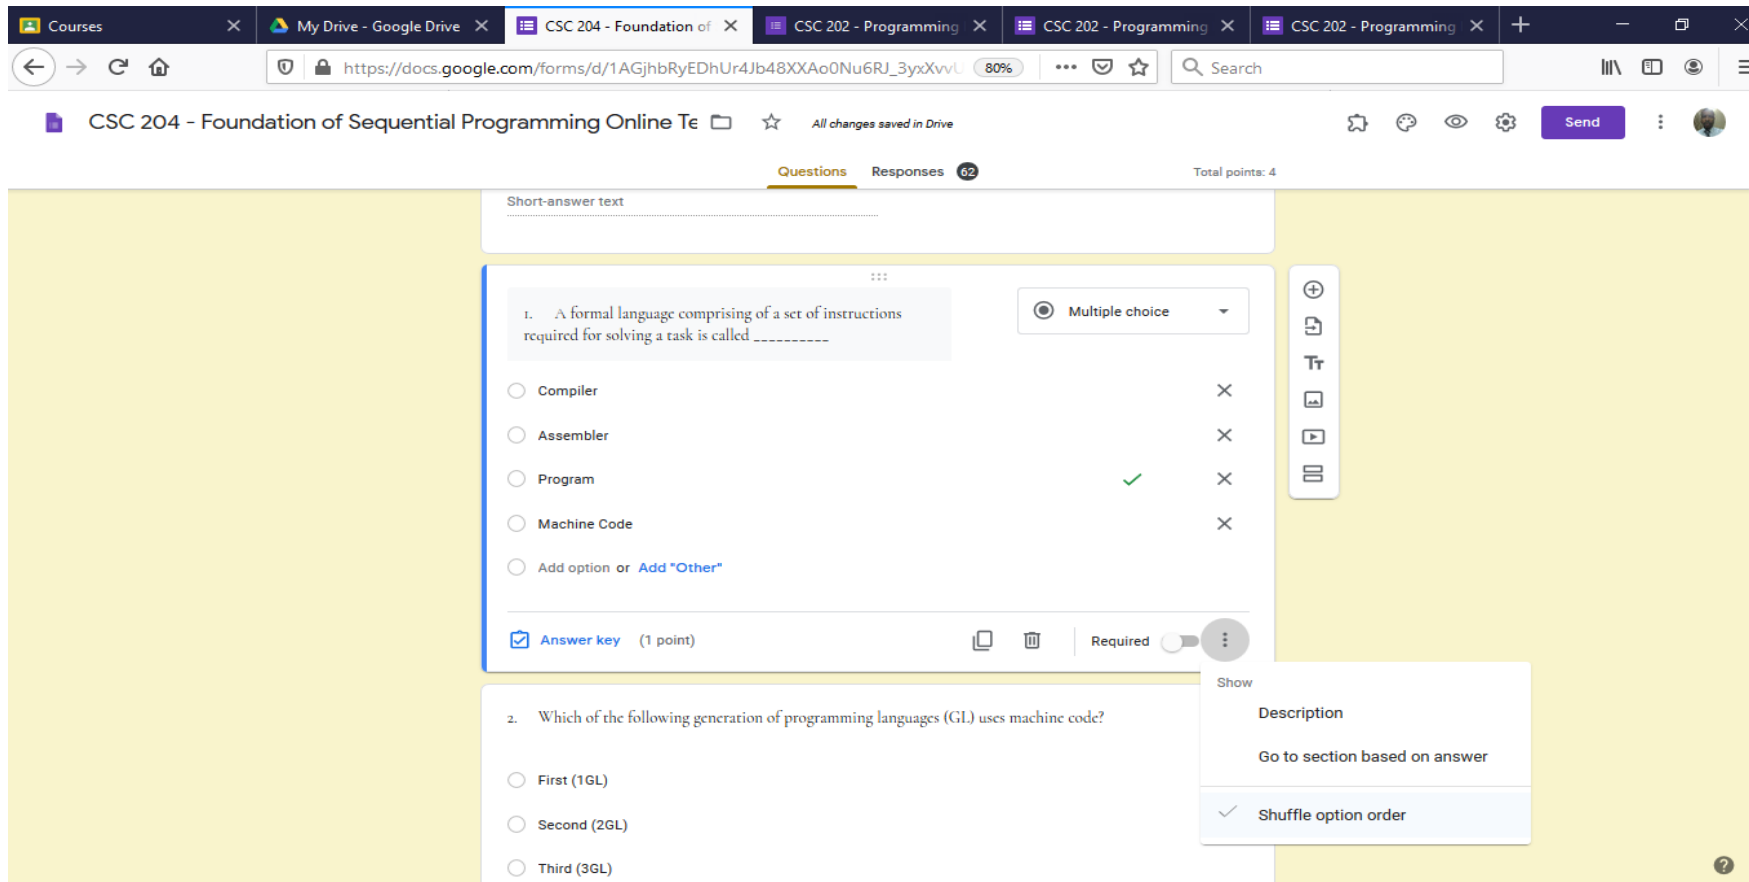 Courses
My Drive - Google Drive
CSC 204 - Foundation of
CSC 202 - Programming
CSC 202 - Programming
CSC 202 - Programming
https://docs.google.com/forms/d/1AGjhbRyEDhUr4Jb48XXAo0Nu6RJ_3yxXvvU
80%
Search
CSC 204 - Foundation of Sequential Programming Online Te
All changes saved in Drive
Send
Questions
Responses 62
Total points: 4
Short-answer text
1. A formal language comprising of a set of instructions
required for solving a task is called __________
Multiple choice
Compiler
Assembler
Program
Machine Code
Add option or Add "Other"
Answer key (1 point)
Required
Show
Description
Go to section based on answer
Shuffle option order
2. Which of the following generation of programming languages (GL) uses machine code?
First (1GL)
Second (2GL)
Third (3GL)